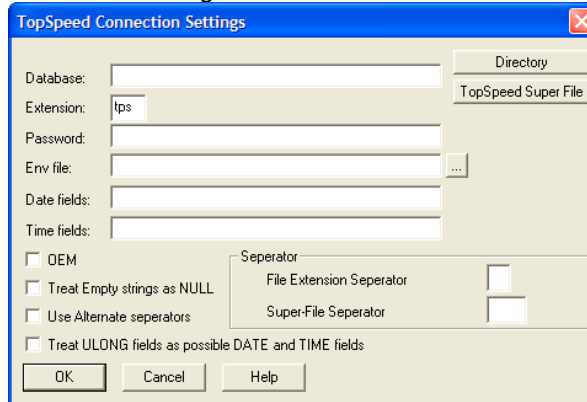 TopSpeed Connection Settings
Directory
Database:
TopSpeed Super File
Extension: tps
Password:
Env file: ...
Date fields:
Time fields:
OEM
Seperator
File Extension Seperator
Treat Empty strings as NULL
Super-File Seperator
Use Alternate seperators
Treat ULONG fields as possible DATE and TIME fields
OK Cancel Help